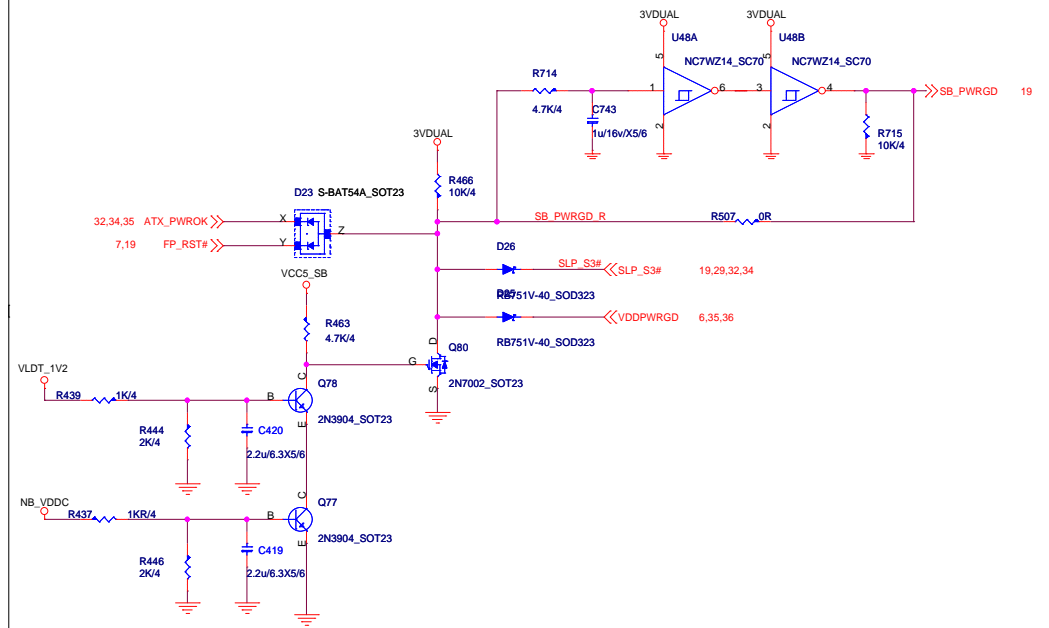 3VDUAL
3VDUAL
U48A
U48B
NC7WZ14_SC70
NC7WZ14_SC70
5
5
R714
4.7K/4
1
6
3
4
2
2
C743
1u/16v/X5/6
SB_PWRGD 19
R715
10K/4
3VDUAL
R466
10K/4
D23 S-BAT54A_SOT23
32,34,35 ATX_PWROK
X
Z
7,19 FP_RST#
Y
SB_PWRGD_R
R507 0R
D26
SLP_S3#
SLP_S3# 19,29,32,34
RB751V-40_SOD323
VCC5_SB
VDDPWRGD 6,35,36
RB751V-40_SOD323
R463
4.7K/4
D
G
S
Q80
2N7002_SOT23
VLDT_1V2
R439 1K/4
B
C
E
Q78
2N3904_SOT23
R444
2K/4
C420
2.2u/6.3X5/6
NB_VDDC
R437 1KR/4
B
C
E
Q77
2N3904_SOT23
R446
2K/4
C419
2.2u/6.3X5/6